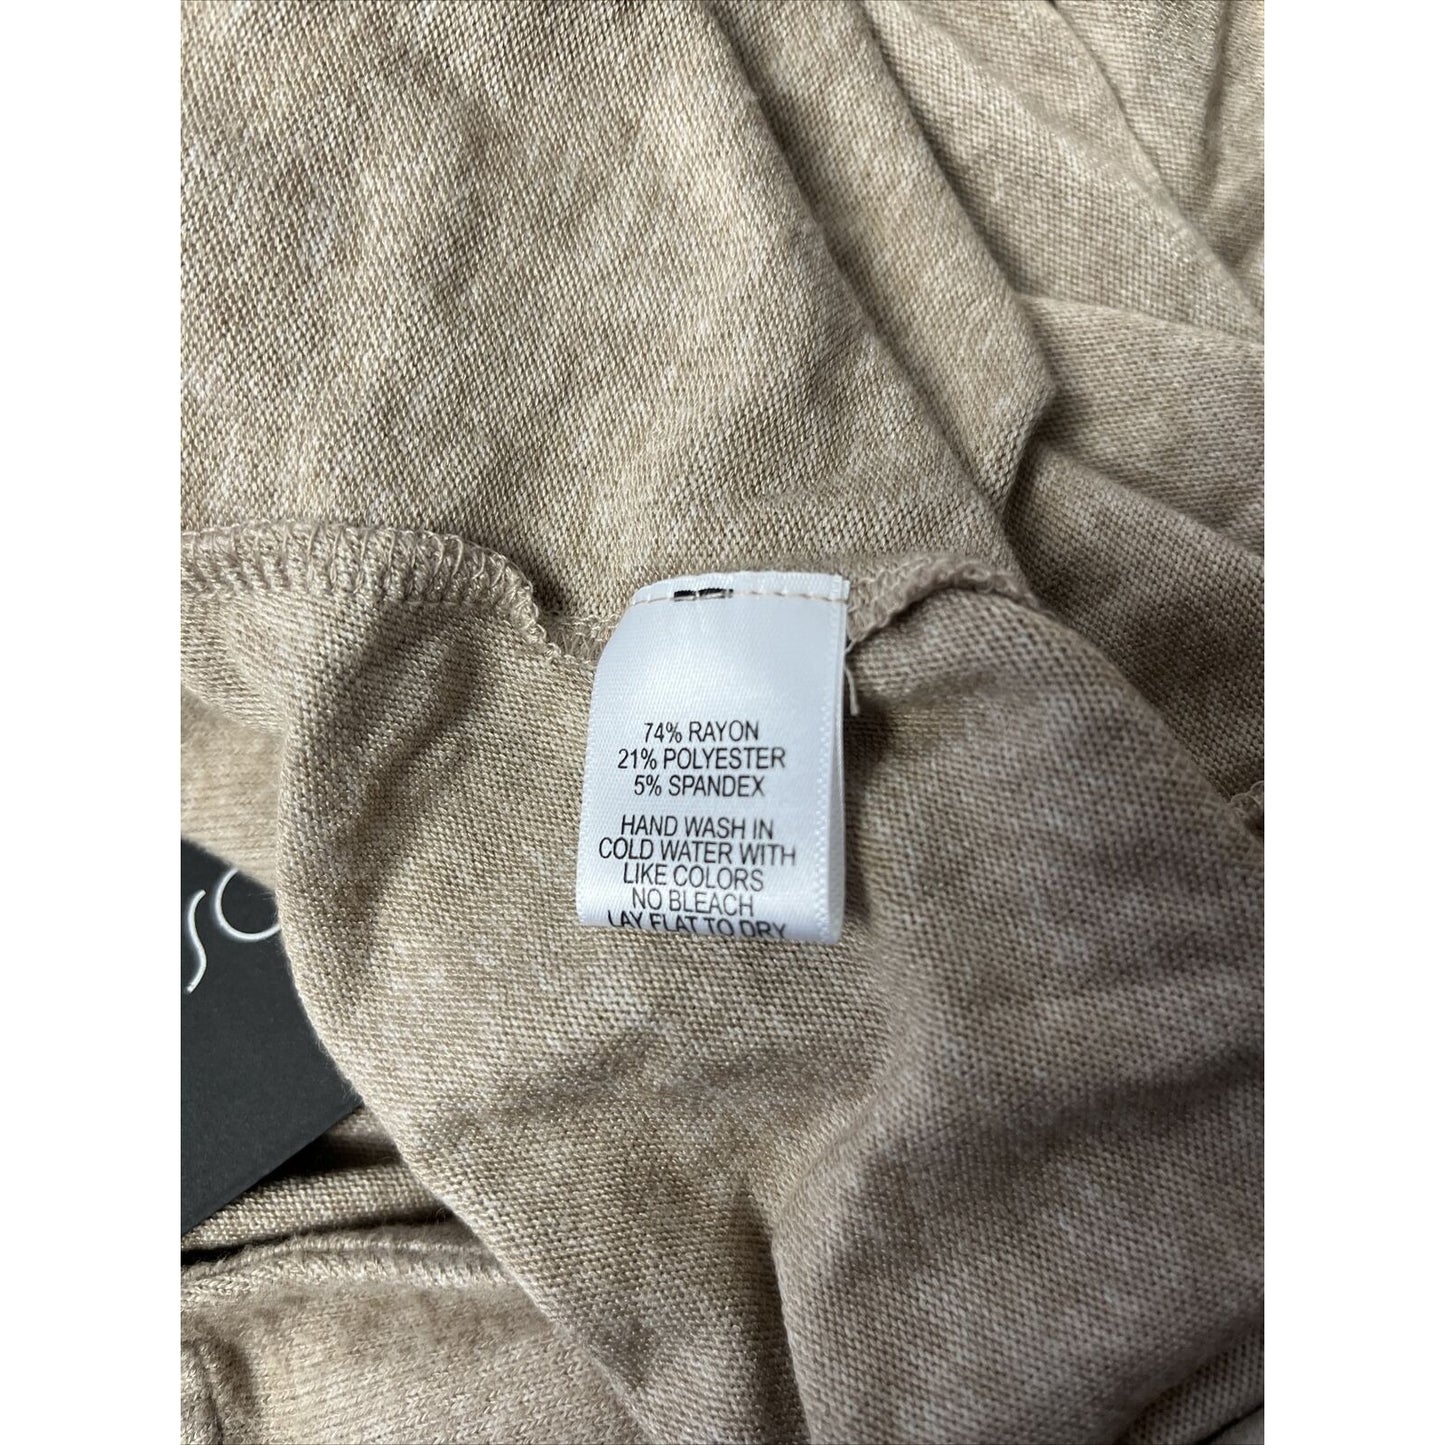 74% RAYON
21% POLYESTER
5% SPANDEX
HAND WASH IN
COLD WATER WITH
LIKE COLORS
NO BLEACH
LAY FLAT TO DRY